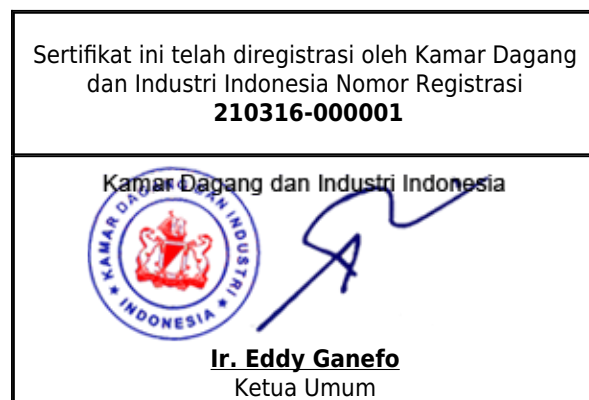 Sertifikat ini telah diregistrasi oleh Kamar Dagang
dan Industri Indonesia Nomor Registrasi
210316-000001
Kamar Dagang dan Industri Indonesia
KAMAR DAGANG DAN INDUSTRI
INDONESIA
Ir. Eddy Ganefo
Ketua Umum